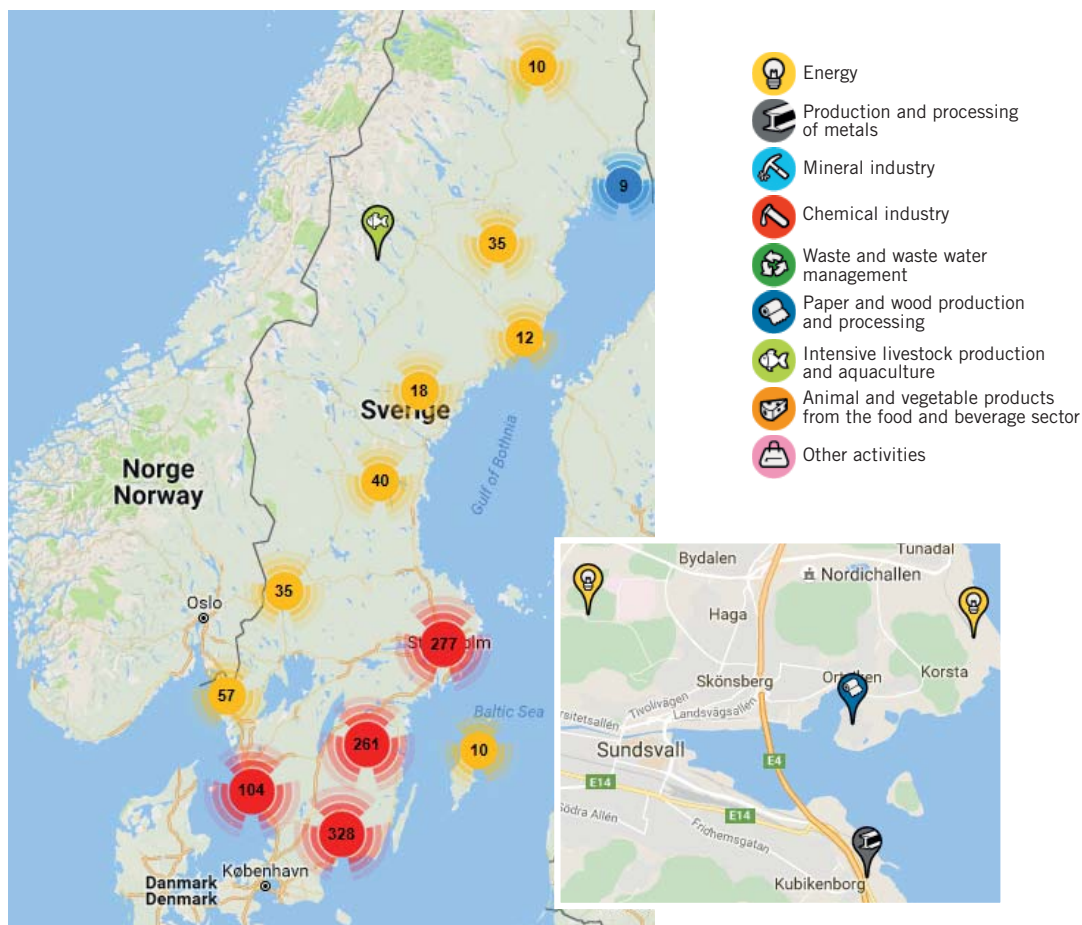 10
9
35
12
18
Sverige
Gulf of Bothnia
40
Norge
Norway
35
Oslo
277
57
Baltic Sea
261
10
104
328
København
Danmark
Denmark
Energy
Production and processing
of metals
Mineral industry
Chemical industry
Waste and waste water
management
Paper and wood production
and processing
Intensive livestock production
and aquaculture
Animal and vegetable products
from the food and beverage sector
Other activities
Tunadal
Bydalen
Nordichallen
Haga
Korsta
Skönsberg
Tivolivägen
Landsvägsallén
Sundsvall
E4
E14
E14
Södra Allén
Fridhemsgatan
Kubikenborg